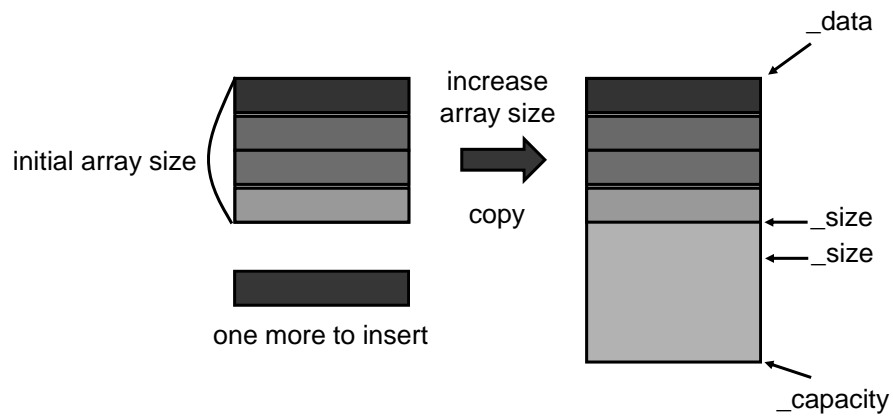 _data
increase
array size
initial array size
copy
_size
_size
one more to insert
_capacity